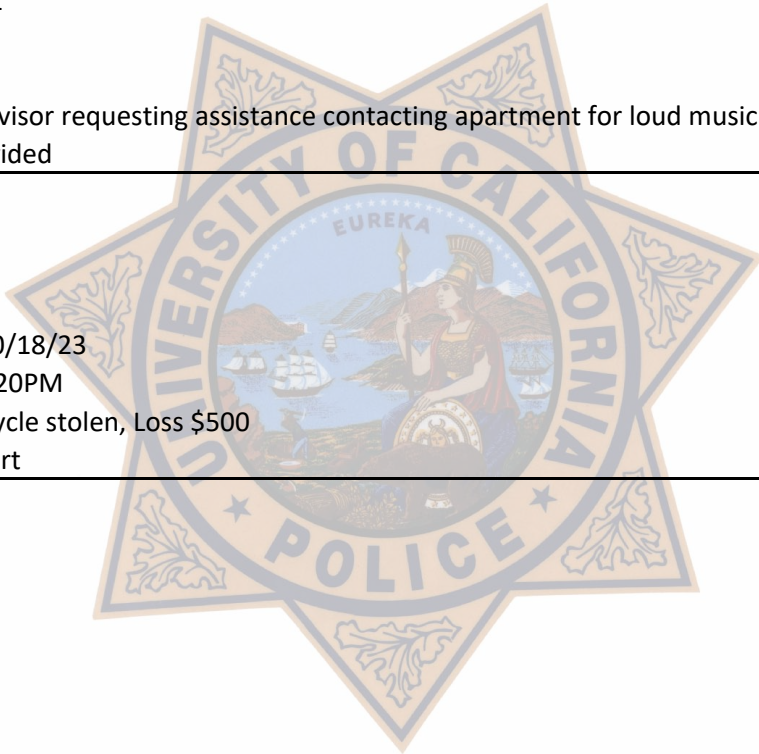 visor requesting assistance contacting apartment for loud music
vided
0/18/23
20PM
ycle stolen, Loss $500
rt
UNIVERSITY OF CALIFORNIA
EUREKA
POLICE